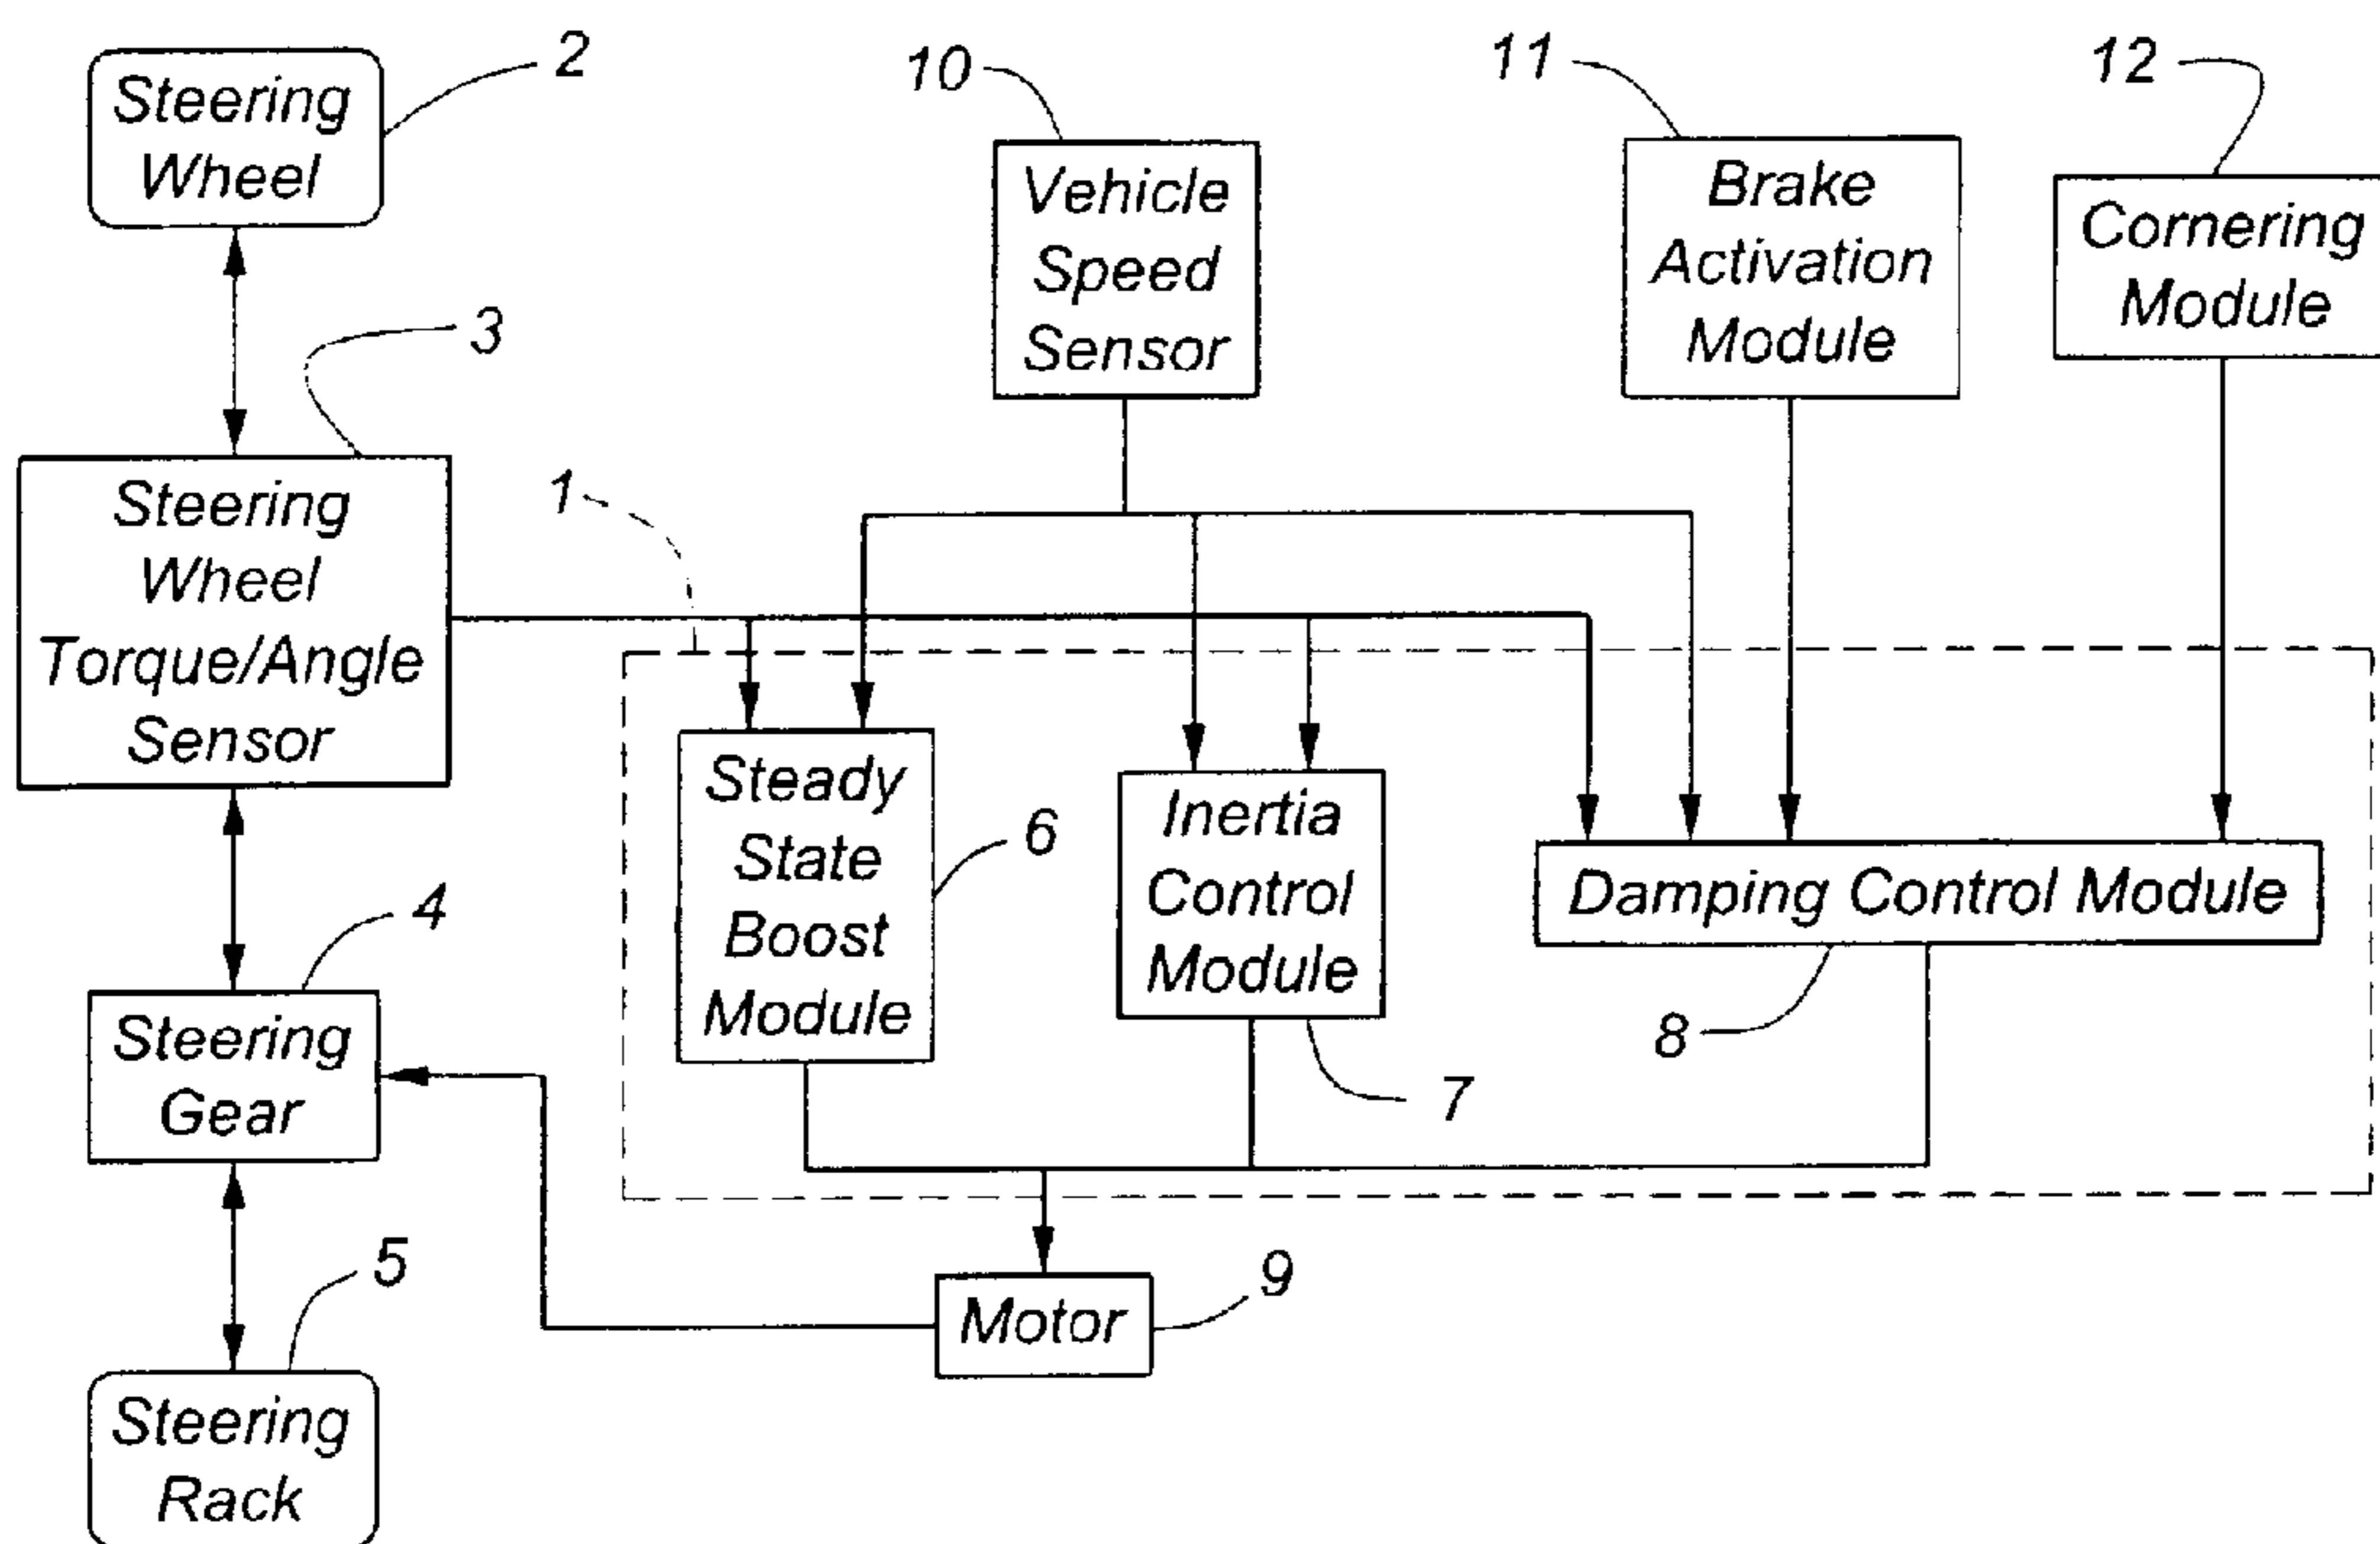 2
Steering
Wheel
3
Steering
Wheel
Torque/Angle
Sensor
4
Steering
Gear
5
Steering
Rack
10
Vehicle
Speed
Sensor
11
Brake
Activation
Module
12
Cornering
Module
1
Steady
State
Boost
Module
6
Inertia
Control
Module
7
Damping Control Module
8
Motor
9